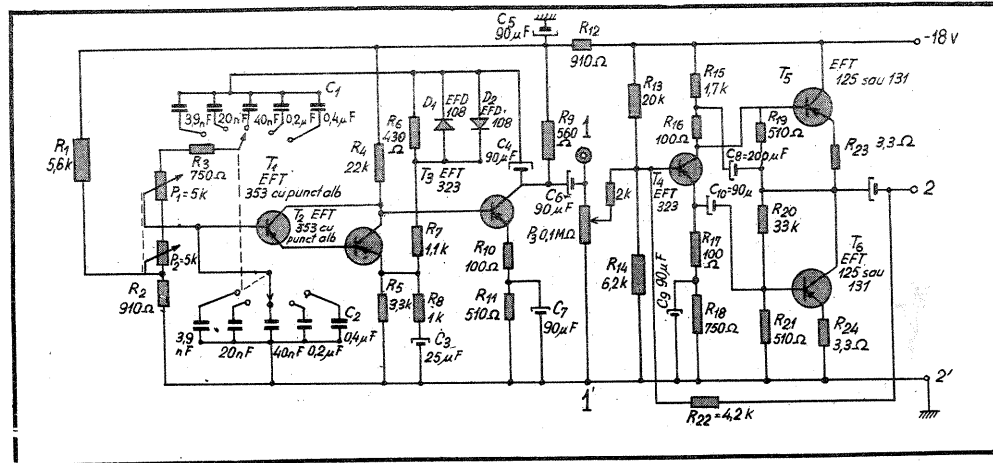 C5
90µF
R12
910Ω
-18V
R1
5,6k
3,9nF
20nF
40nF
0,2µF
0,4µF
C1
R3
750Ω
P1=5k
P2=5k
R2
910Ω
T1
EFT
353 cu punct alb
T2 EFT
353 cu
punct alb
R4
22k
R6
430
Ω
D1
EFD
108
D2
EFD
108
T3
EFT
323
C4
90µF
R9
560
Ω
1
C6
90µF
R7
1,1k
R5
3,3k
R8
1k
C3
25µF
R10
100Ω
R11
510Ω
C7
90µF
3,9
nF
20nF
40nF
0,2µF
0,4µF
C2
1'
P3 0,1MΩ
2k
R13
20k
R14
6,2k
R15
1,7k
R16
100Ω
T4
EFT
323
C8=200µF
C10=90µ
R17
100
Ω
R18
750Ω
C9 90µF
R19
510Ω
R20
33k
R21
510Ω
T5
EFT
125 sau 131
R23
3,3Ω
2
T6
EFT
125 sau
131
R24
3,3Ω
R22=4,2k
2'